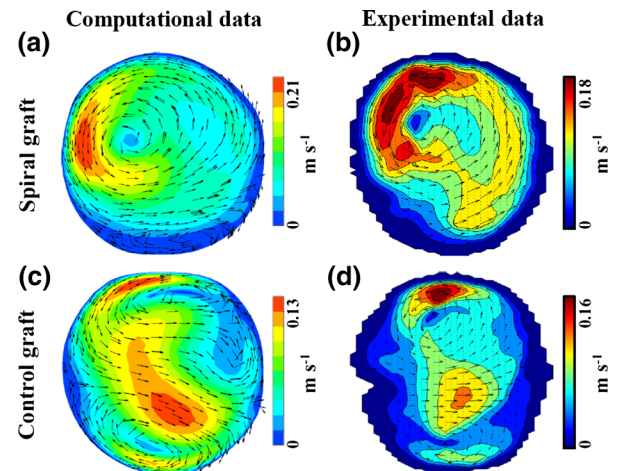 Computational data
Experimental data
(a)
(b)
Spiral graft
0.21
0
m s⁻¹
0.18
0
m s⁻¹
(c)
(d)
Control graft
0.13
0
m s⁻¹
0.16
0
m s⁻¹